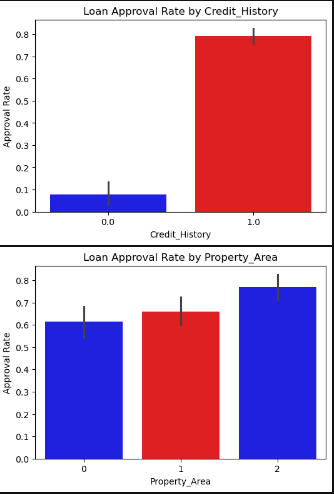 Loan Approval Rate by Credit_History
0.8
0.7
0.6
0.5
0.4
0.3
0.2
0.1
0.0
Approval Rate
0.0 1.0
Credit_History
Loan Approval Rate by Property_Area
0.8
0.7
0.6
0.5
0.4
0.3
0.2
0.1
0.0
Approval Rate
0 1 2
Property_Area